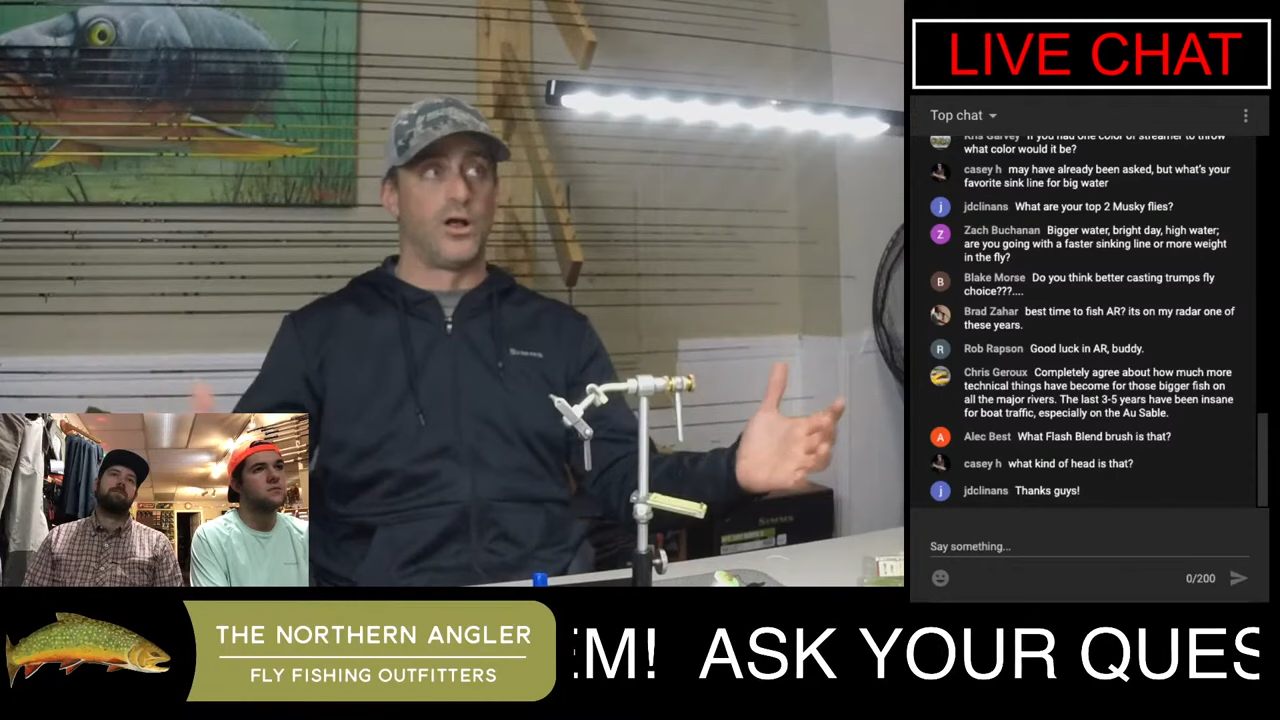 LIVE CHAT
Top chat
Kris Garvey If you had one color of streamer to throw
what color would it be?
casey h may have already been asked, but what's your
favorite sink line for big water
jdclinans What are your top 2 Musky flies?
Zach Buchanan Bigger water, bright day, high water;
are you going with a faster sinking line or more weight
in the fly?
Blake Morse Do you think better casting trumps fly
choice???....
Brad Zahar best time to fish AR? its on my radar one of
these years.
Rob Rapson Good luck in AR, buddy.
Chris Geroux Completely agree about how much more
technical things have become for those bigger fish on
all the major rivers. The last 3-5 years have been insane
for boat traffic, especially on the Au Sable.
Alec Best What Flash Blend brush is that?
casey h what kind of head is that?
jdclinans Thanks guys!
Say something...
0/200
SIMMS
SIMMS
THE NORTHERN ANGLER
FLY FISHING OUTFITTERS
EM! ASK YOUR QUES